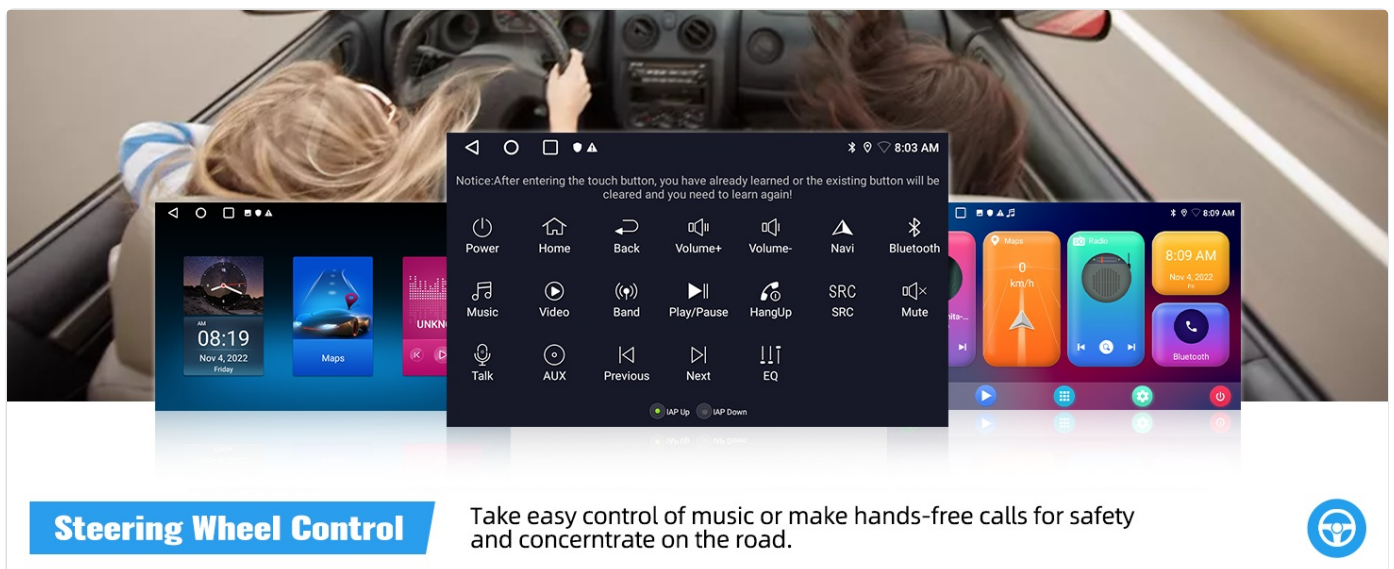 8:03 AM
Notice:After entering the touch button, you have already learned or the existing button will be
cleared and you need to learn again!
Power Home Back Volume+ Volume- Navi Bluetooth
Music Video Band Play/Pause HangUp SRC SRC Mute
Talk AUX Previous Next EQ
IAP Up IAP Down
AM
08:19
Nov 4, 2022
Friday
Maps
UNKN
8:09 AM
Maps
0
km/h
Radio
8:09 AM
Nov 4, 2022
Bluetooth
Steering Wheel Control
Take easy control of music or make hands-free calls for safety
and concerntrate on the road.